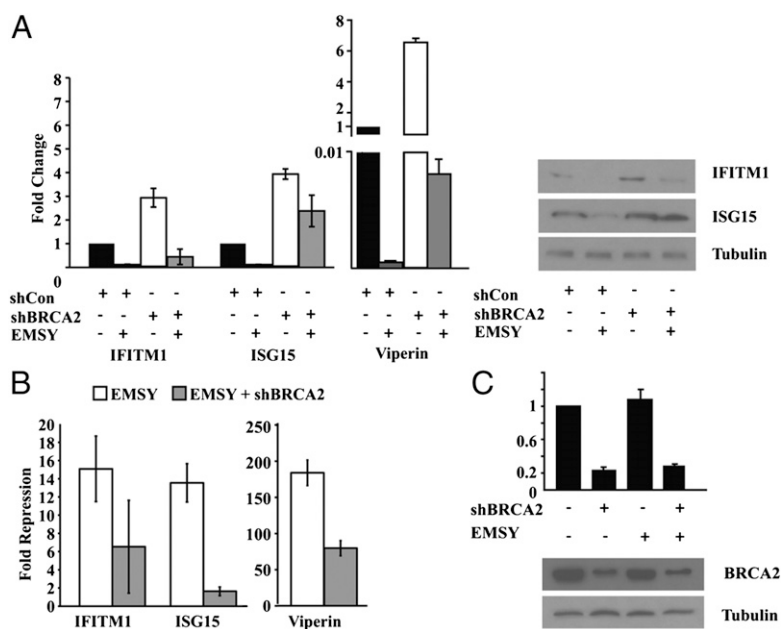 A
Fold Change
8
7
6
5
4
3
2
1
0
8
6
4
2
1
0.01
0
shCon + + - - + + - - + + - -
shBRCA2 - - + + - - + + - - + +
EMSY - + - + - + - + - + - +
IFITM1 ISG15 Viperin
IFITM1
ISG15
Tubulin
shCon + + - -
shBRCA2 - - + +
EMSY - + - +
B
EMSY EMSY + shBRCA2
Fold Repression
20
18
16
14
12
10
8
6
4
2
0
IFITM1 ISG15
250
200
150
100
50
0
Viperin
C
1
0.6
0.2
0
shBRCA2 - + - +
EMSY - - + +
BRCA2
Tubulin